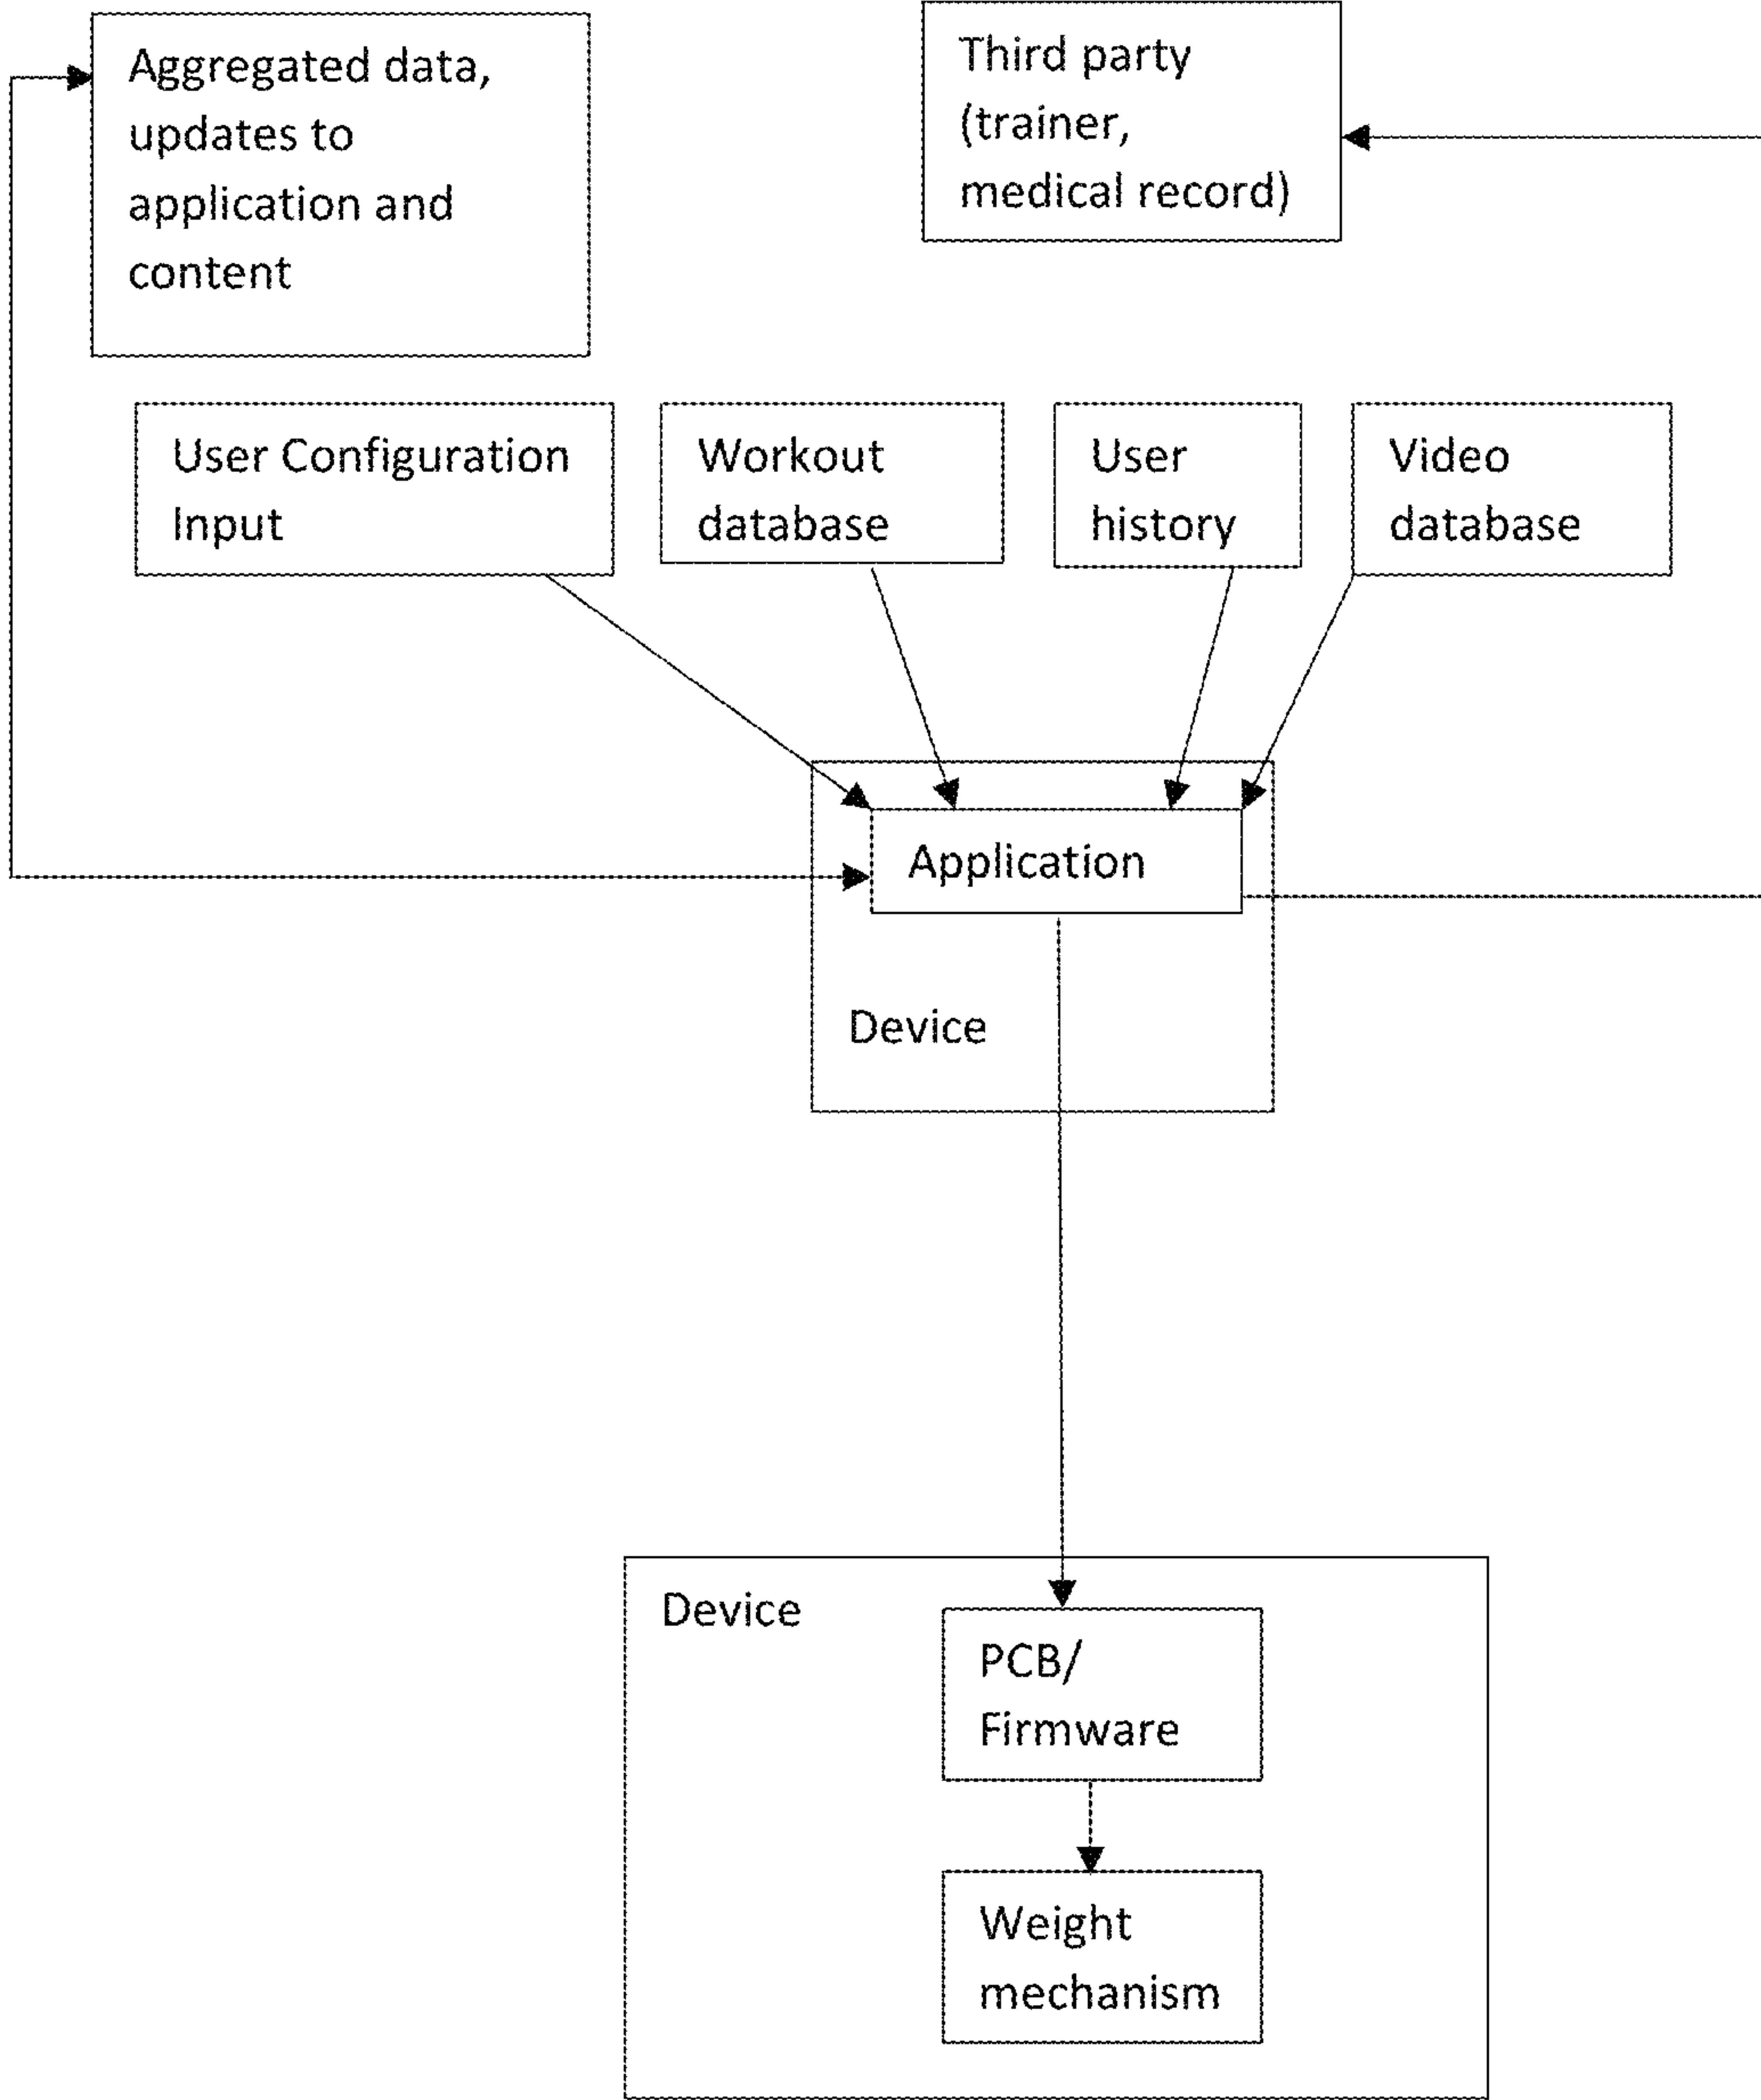 Aggregated data,
updates to
application and
content
Third party
(trainer,
medical record)
User Configuration
Input
Workout
database
User
history
Video
database
Application
Device
Device
PCB/
Firmware
Weight
mechanism